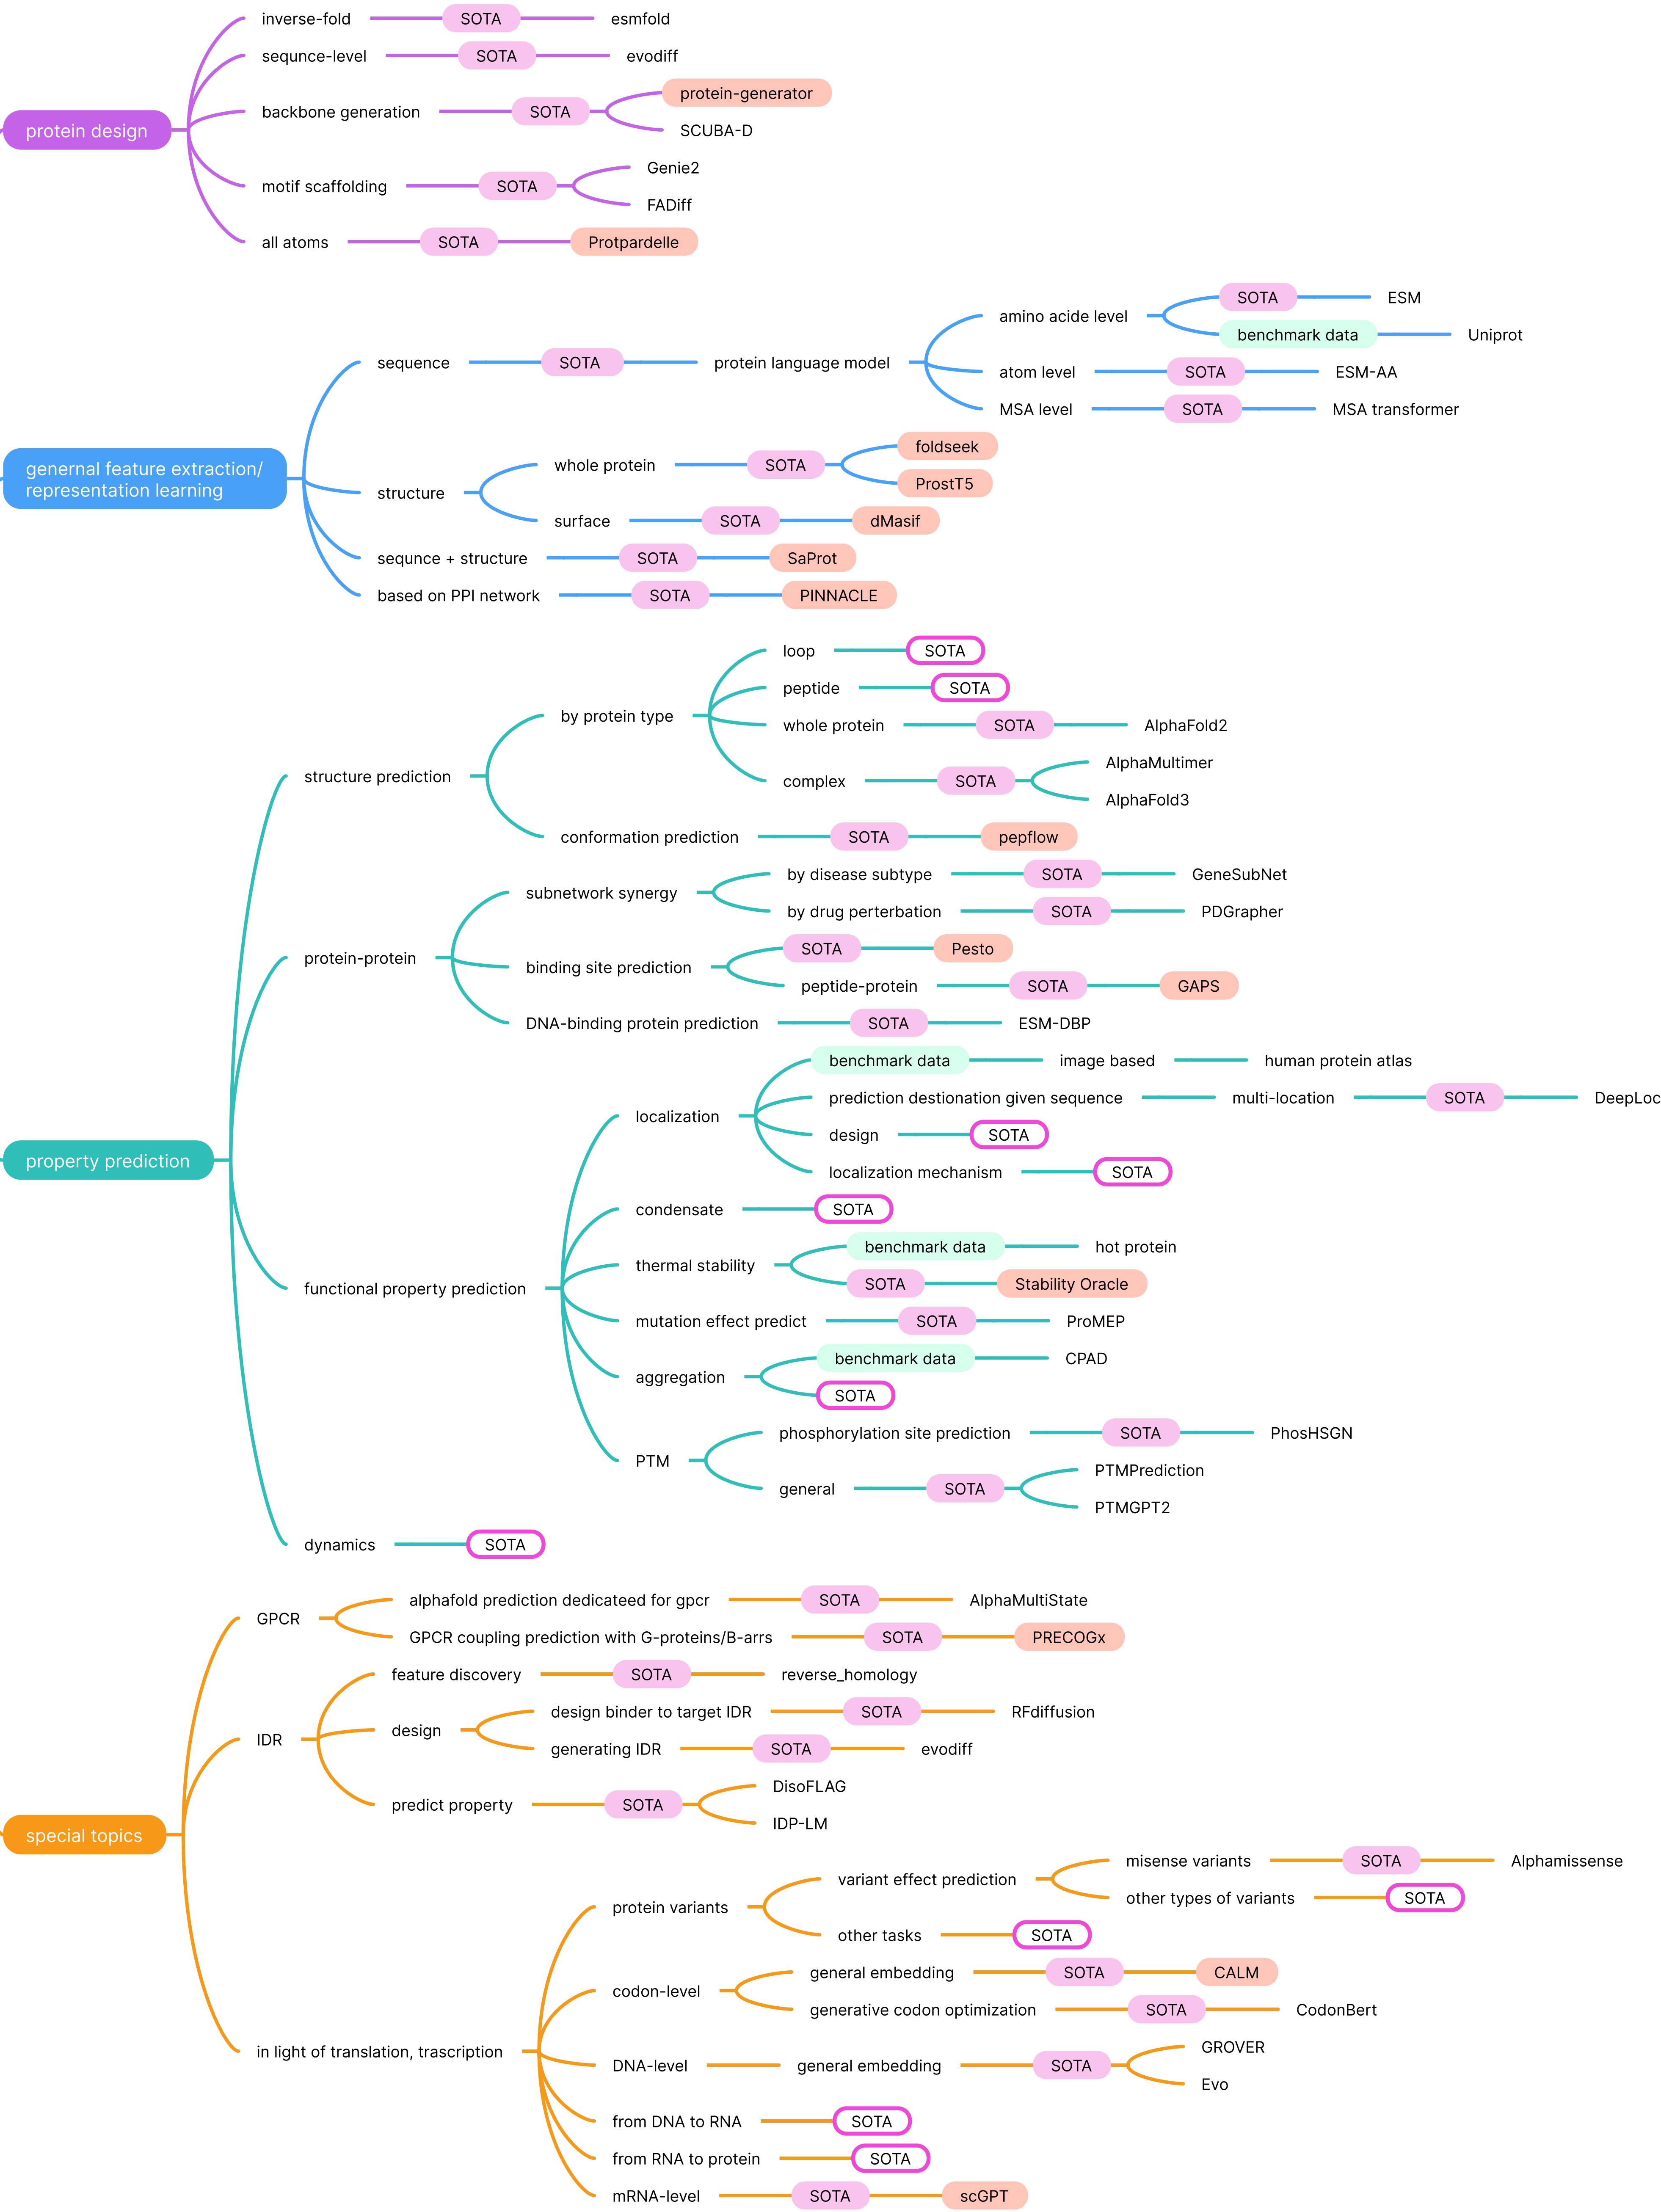 inverse-fold SOTA esmfold
sequnce-level SOTA evodiff
protein-generator
backbone generation SOTA
protein design
SCUBA-D
Genie2
motif scaffolding SOTA
FADiff
all atoms SOTA Protpardelle
SOTA ESM
amino acide level
benchmark data Uniprot
sequence SOTA protein language model
atom level SOTA ESM-AA
MSA level SOTA MSA transformer
foldseek
whole protein SOTA
genernal feature extraction/
representation learning
ProstT5
structure
surface SOTA dMasif
sequnce + structure SOTA SaProt
based on PPI network SOTA PINNACLE
loop SOTA
peptide SOTA
by protein type
whole protein SOTA AlphaFold2
AlphaMultimer
structure prediction
complex SOTA
AlphaFold3
conformation prediction SOTA pepflow
by disease subtype SOTA GeneSubNet
subnetwork synergy
by drug perterbation SOTA PDGrapher
SOTA Pesto
protein-protein
binding site prediction
peptide-protein SOTA GAPS
DNA-binding protein prediction SOTA ESM-DBP
benchmark data image based human protein atlas
prediction destionation given sequence multi-location SOTA DeepLoc
localization
design SOTA
property prediction
localization mechanism SOTA
condensate SOTA
benchmark data hot protein
thermal stability
SOTA Stability Oracle
functional property prediction
mutation effect predict SOTA ProMEP
benchmark data CPAD
aggregation
SOTA
phosphorylation site prediction SOTA PhosHSGN
PTM
PTMPrediction
general SOTA
PTMGPT2
dynamics SOTA
alphafold prediction dedicateed for gpcr SOTA AlphaMultiState
GPCR
GPCR coupling prediction with G-proteins/B-arrs SOTA PRECOGx
feature discovery SOTA reverse_homology
design binder to target IDR SOTA RFdiffusion
IDR
design
generating IDR SOTA evodiff
DisoFLAG
predict property SOTA
IDP-LM
special topics
misense variants SOTA Alphamissense
variant effect prediction
other types of variants SOTA
protein variants
other tasks SOTA
general embedding SOTA CALM
codon-level
generative codon optimization SOTA CodonBert
in light of translation, trascription
GROVER
DNA-level general embedding SOTA
Evo
from DNA to RNA SOTA
from RNA to protein SOTA
mRNA-level SOTA scGPT